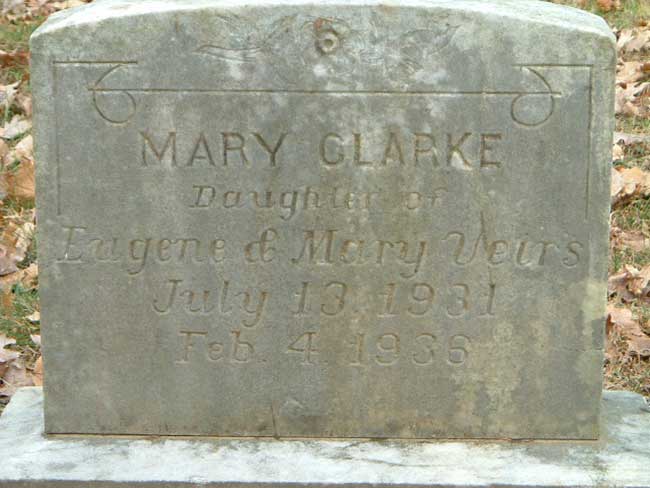 MARY CLARKE
Daughter of
Eugene & Mary Veirs
July 13 1931
Feb. 4 1936